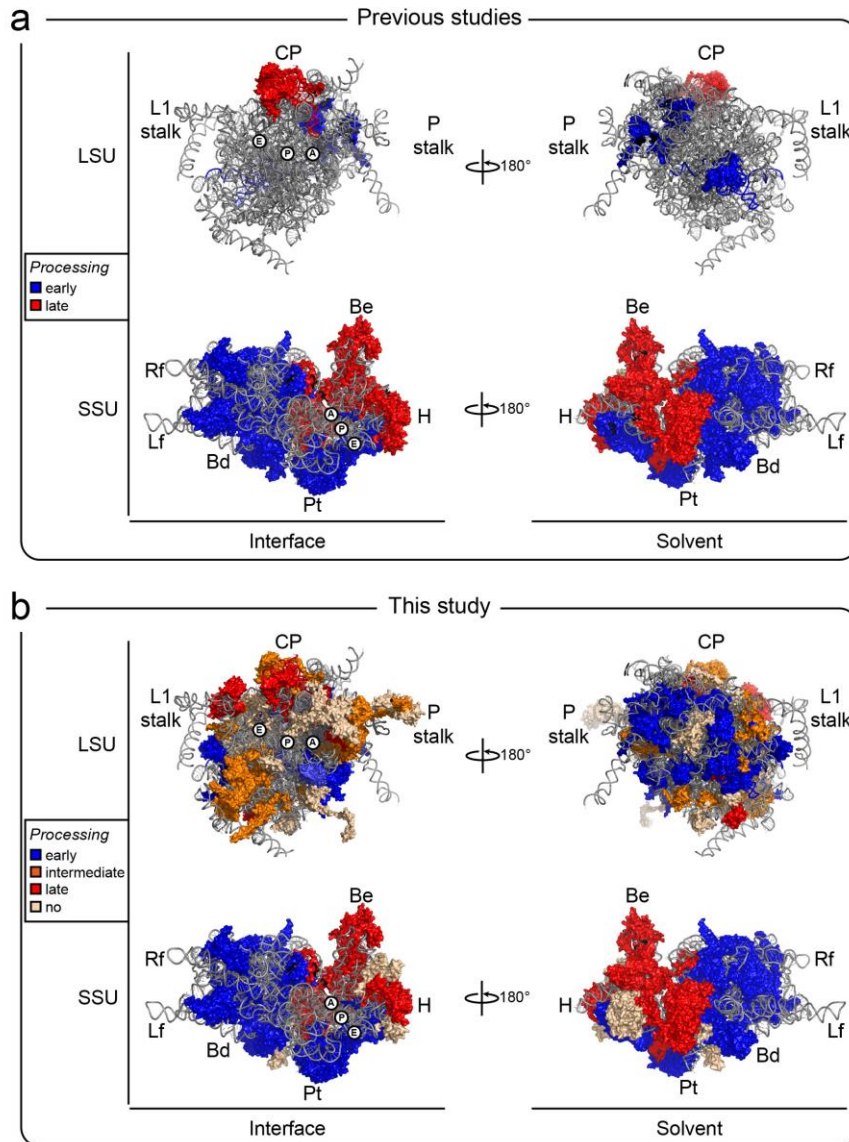 a
Previous studies
CP
L1
stalk
E
P
A
P
stalk
LSU
180°
CP
P
stalk
L1
stalk
Processing
early
late
Be
Rf
SSU
Lf
Bd
A
P
E
H
Pt
180°
Be
Rf
H
Lf
Bd
Pt
Interface
Solvent
b
This study
CP
L1
stalk
E
P
A
P
stalk
LSU
180°
CP
P
stalk
L1
stalk
Processing
early
intermediate
late
no
Be
Rf
SSU
Lf
Bd
A
P
E
H
Pt
180°
Be
Rf
H
Lf
Bd
Pt
Interface
Solvent